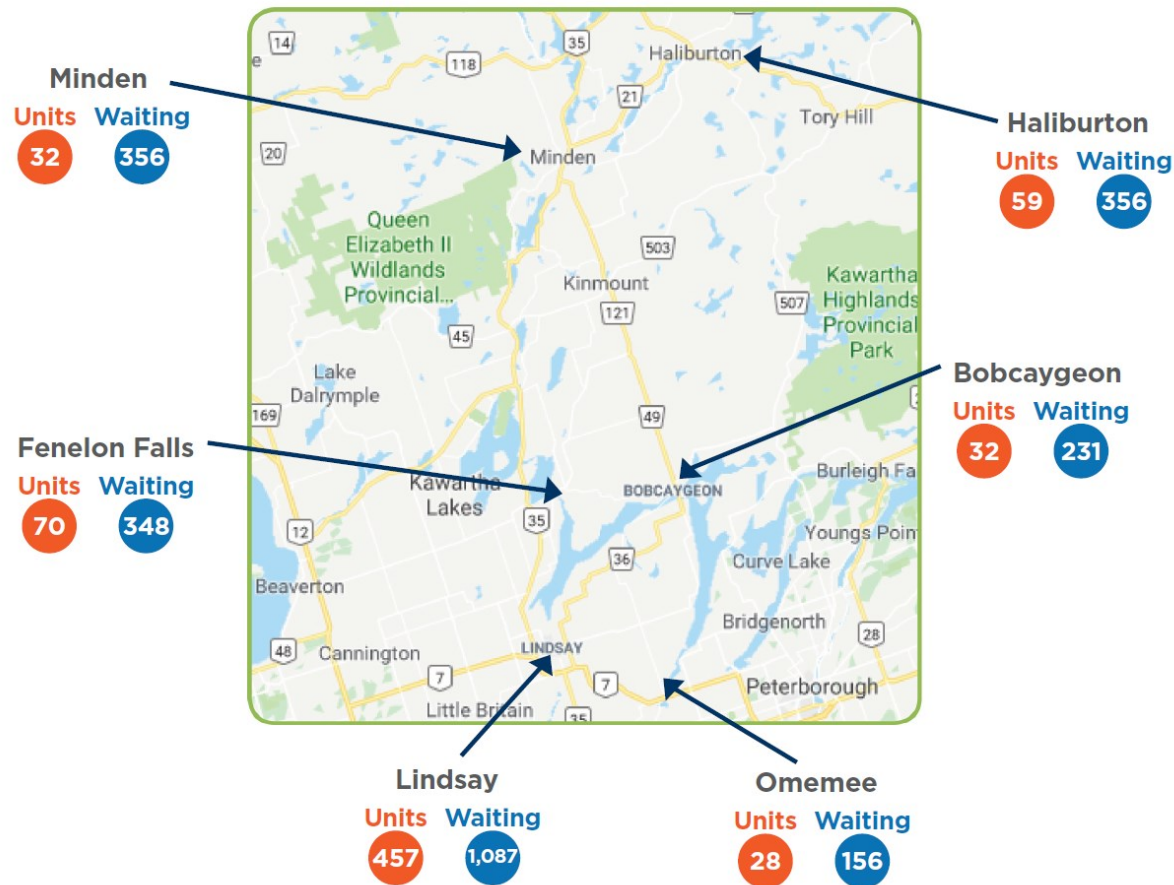 14
35
Haliburton
118
Minden
21
Units Waiting
Tory Hill
32 356
Haliburton
20
Minden
Units Waiting
59 356
Queen
Elizabeth II
Wildlands
Provincial...
503
Kinmount
Kawartha
Highlands
Provincial
Park
507
121
45
Lake
Dalrymple
Bobcaygeon
169
49
Units Waiting
32 231
Fenelon Falls
Units Waiting
70 348
Kawartha
Lakes
BOBCAYGEON
Burleigh Fa
35
12
Youngs Poin
36
Curve Lake
Beaverton
Bridgenorth
28
48
Cannington
LINDSAY
7
7
Peterborough
Little Britain
35
Lindsay
Units Waiting
457 1,087
Omemee
Units Waiting
28 156